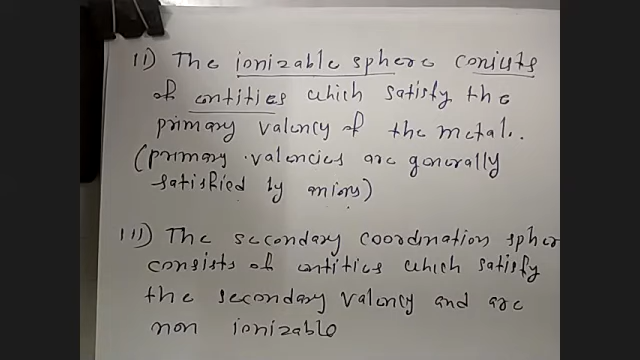 II) The ionizable sphere conists
of entities which satisfy the
primary valency of the metal..
(primary valencies are generally
satisfied by anions)
III) The secondary coordination spher
consists of entities which satisfy
the secondary valency and are
non ionizable